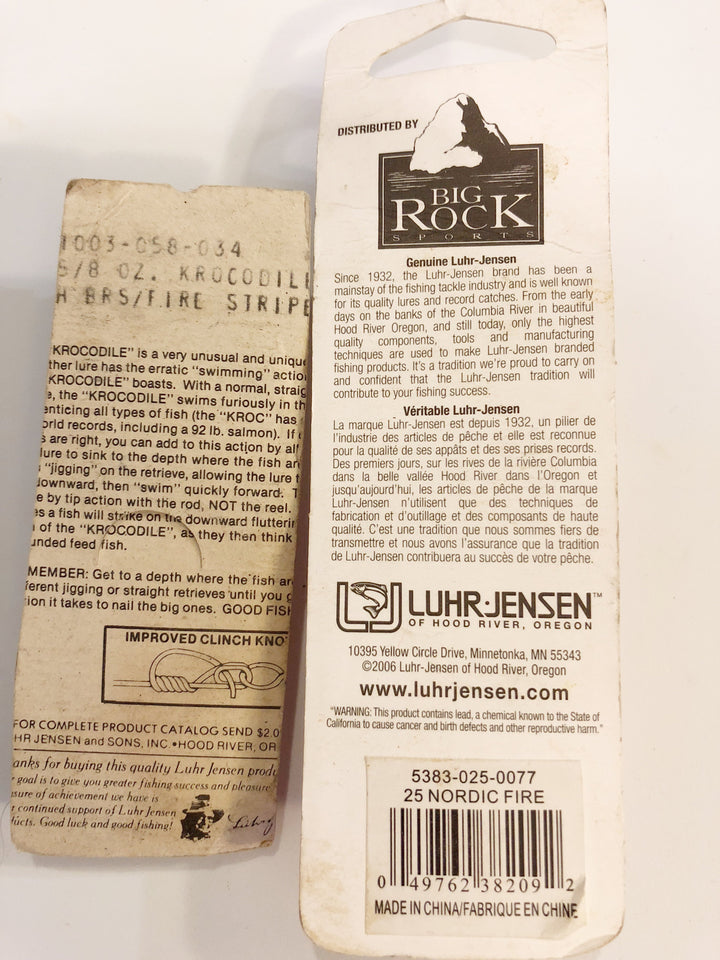 1003-058-034
5/8 OZ. KROCODILE
H BRS/FIRE STRIPE
KROCODILE" is a very unusual and unique
ther lure has the erratic "swimming" action
KROCODILE" boasts. With a normal, straig
e, the "KROCODILE" swims furiously in th
enticing all types of fish (the "KROC" has
orld records, including a 92 lb. salmon). If
s are right, you can add to this action by all
lure to sink to the depth where the fish are
"jigging" on the retrieve, allowing the lure t
downward, then "swim" quickly forward. T
e by tip action with the rod, NOT the reel.
es a fish will strike on the downward flutterin
of the "KROCODILE", as they then think
unded feed fish.
MEMBER: Get to a depth where the fish are
ferent jigging or straight retrieves until you g
ion it takes to nail the big ones. GOOD FISH
IMPROVED CLINCH KNO
FOR COMPLETE PRODUCT CATALOG SEND $2.0
HR JENSEN and SONS, INC. • HOOD RIVER, OR
anks for buying this quality Luhr Jensen produ
r goal is to give you greater fishing success and pleasure
asure of achievement we have is
r continued support of Luhr Jensen
ducts. Good luck and good fishing!
DISTRIBUTED BY
BIG
ROCK
SPORTS
Genuine Luhr-Jensen
Since 1932, the Luhr-Jensen brand has been a
mainstay of the fishing tackle industry and is well known
for its quality lures and record catches. From the early
days on the banks of the Columbia River in beautiful
Hood River Oregon, and still today, only the highest
quality components, tools and manufacturing
techniques are used to make Luhr-Jensen branded
fishing products. It's a tradition we're proud to carry on
and confident that the Luhr-Jensen tradition will
contribute to your fishing success.
Véritable Luhr-Jensen
La marque Luhr-Jensen est depuis 1932, un pilier de
l'industrie des articles de pêche et elle est reconnue
pour la qualité de ses appâts et des ses prises records.
Des premiers jours, sur les rives de la rivière Columbia
dans la belle vallée Hood River dans l'Oregon et
jusqu'aujourd'hui, les articles de pêche de la marque
Luhr-Jensen n'utilisent que des techniques de
fabrication et d'outillage et des composants de haute
qualité. C'est une tradition que nous sommes fiers de
transmettre et nous avons l'assurance que la tradition
de Luhr-Jensen contribuera au succès de votre pêche.
LUHR·JENSEN™
OF HOOD RIVER, OREGON
10395 Yellow Circle Drive, Minnetonka, MN 55343
©2006 Luhr-Jensen of Hood River, Oregon
www.luhrjensen.com
"WARNING: This product contains lead, a chemical known to the State of
California to cause cancer and birth defects and other reproductive harm."
5383-025-0077
25 NORDIC FIRE
0 49762 38209 2
MADE IN CHINA/FABRIQUE EN CHINE